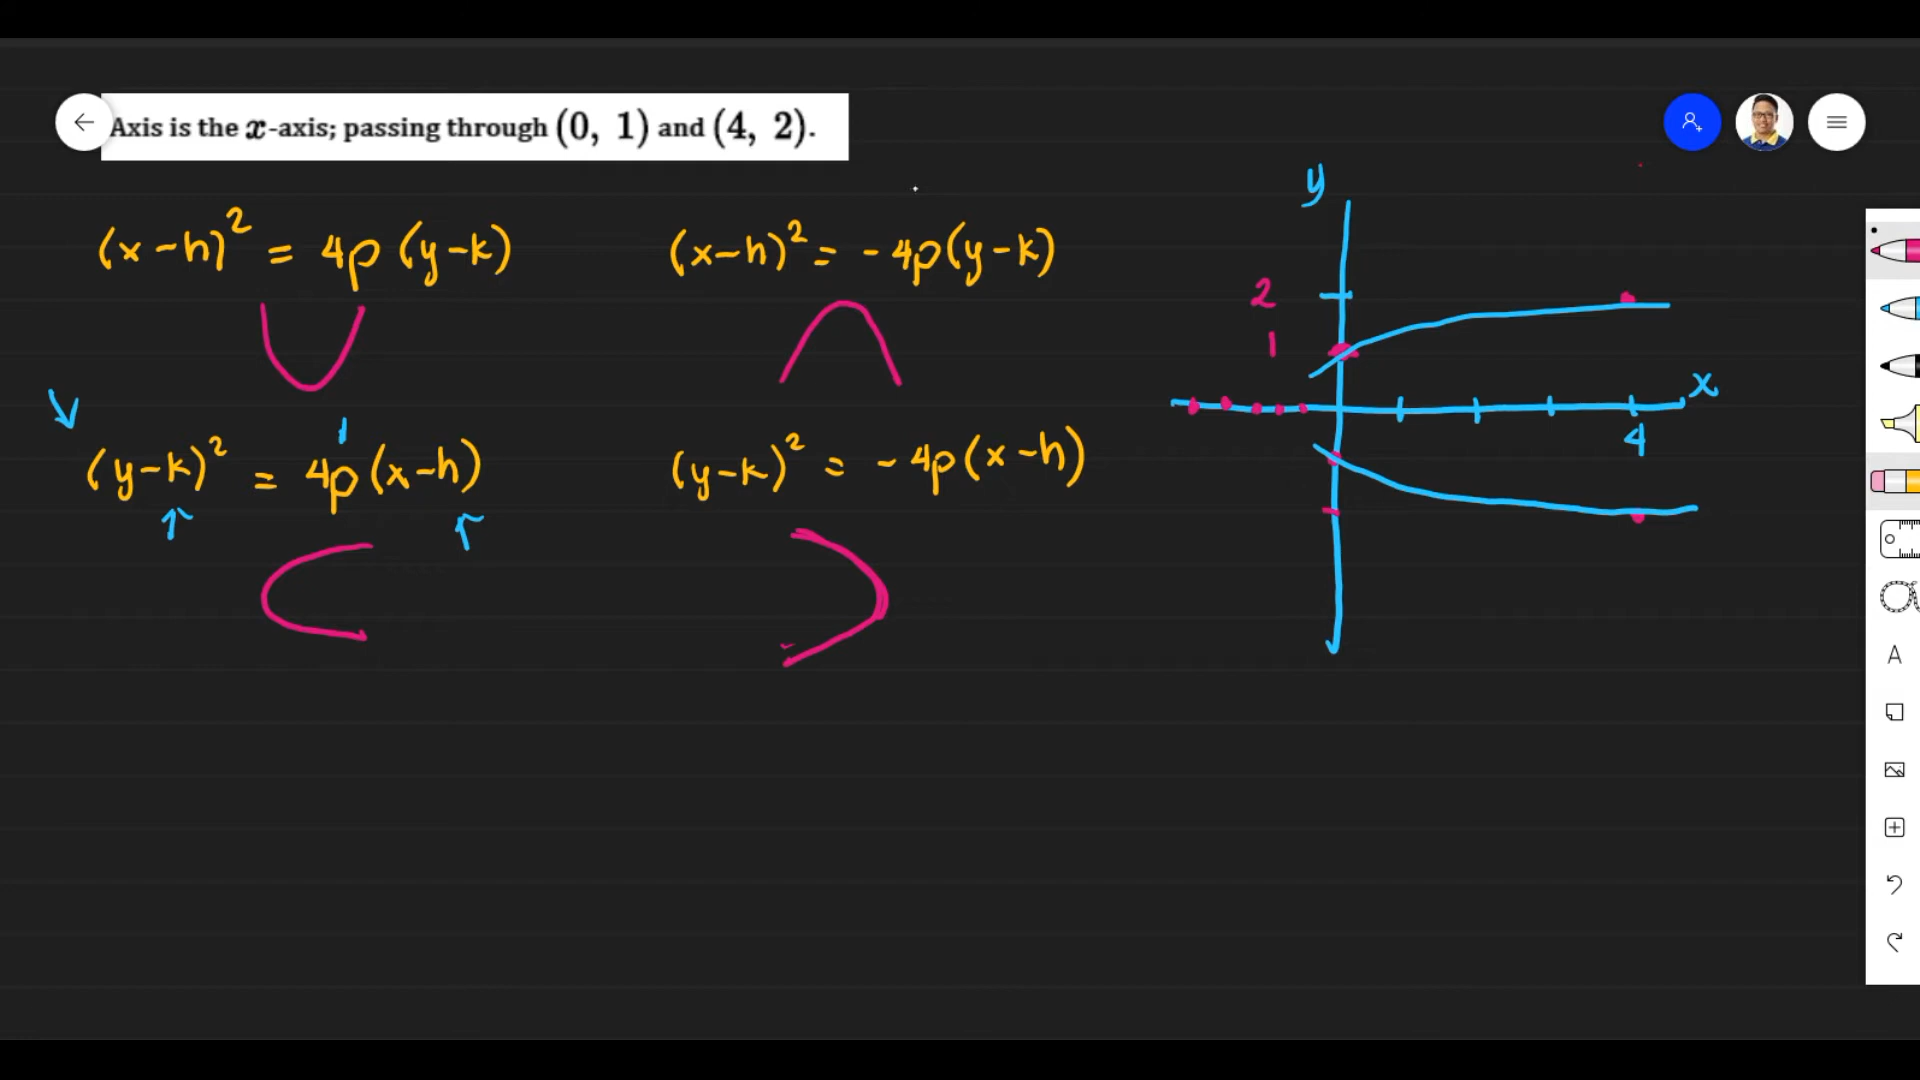 Axis is the x-axis; passing through (0, 1) and (4, 2).
(x-h)² = 4p (y-k)
(x-h)² = -4p(y-k)
(y-k)² = 4p(x-h)
(y-k)² = -4p(x-h)
y
2
1
x
4
A